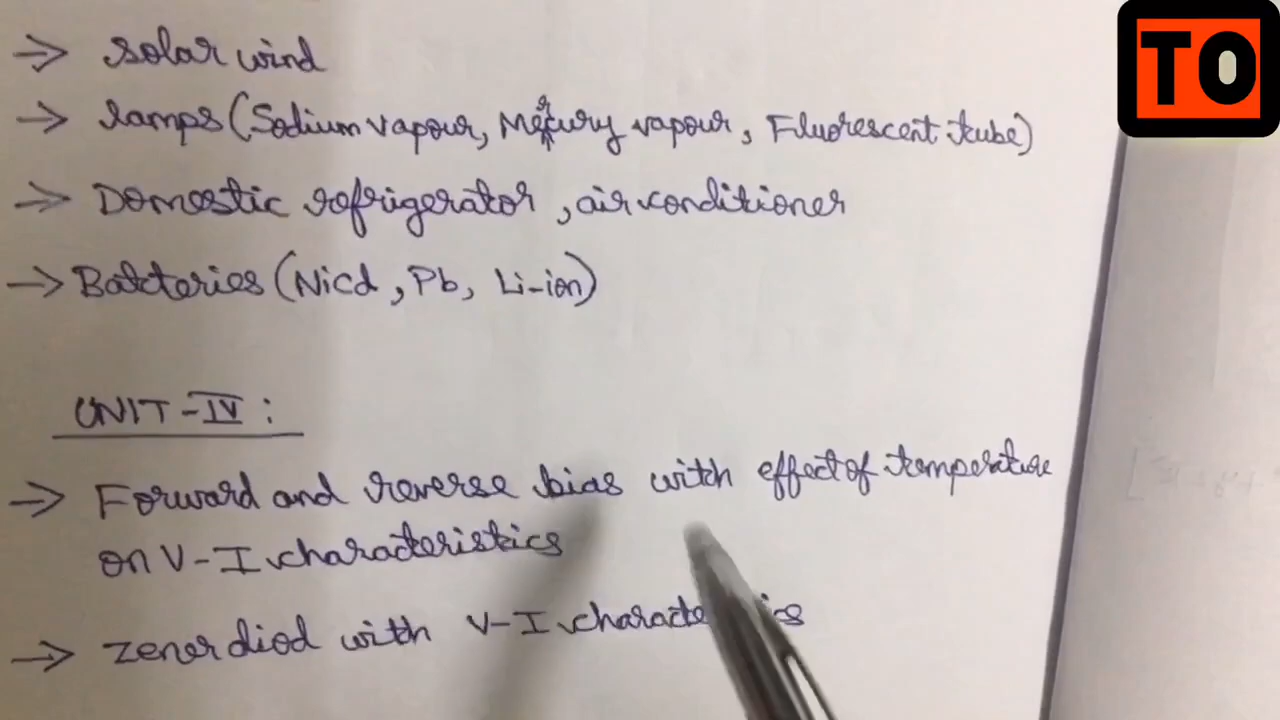 TO
→ solar wind
→ lamps (Sodium vapour, Mercury vapour, Fluorescent tube)
→ Domestic refrigerator, air conditioner
→ Batteries (Nicd, Pb, Li-ion)
UNIT-IV:
→ Forward and reverse bias with effect of temperature
on V-I characteristics
→ zener diod with V-I